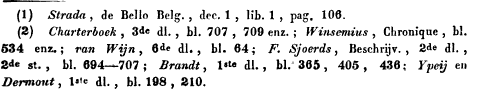 (1) Strada, de Bello Belg., dec. 1, lib. 1, pag. 106.
(2) Charterboek, 3de dl., bl. 707, 709 enz.; Winsemius, Chronique, bl.
534 enz.; ran Wijn, 6de dl., bl. 64; F. Sjoerds, Beschrijv., 2de dl.,
2de st., bl. 694—707; Brandt, 1ste dl., bl. 365, 405, 436; Ypeij en
Dermout, 1ste dl., bl. 198, 210.